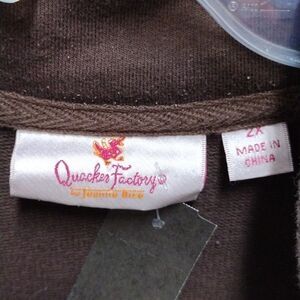 Quacker Factory®
by Jeanne Bice
2X
MADE IN
CHINA